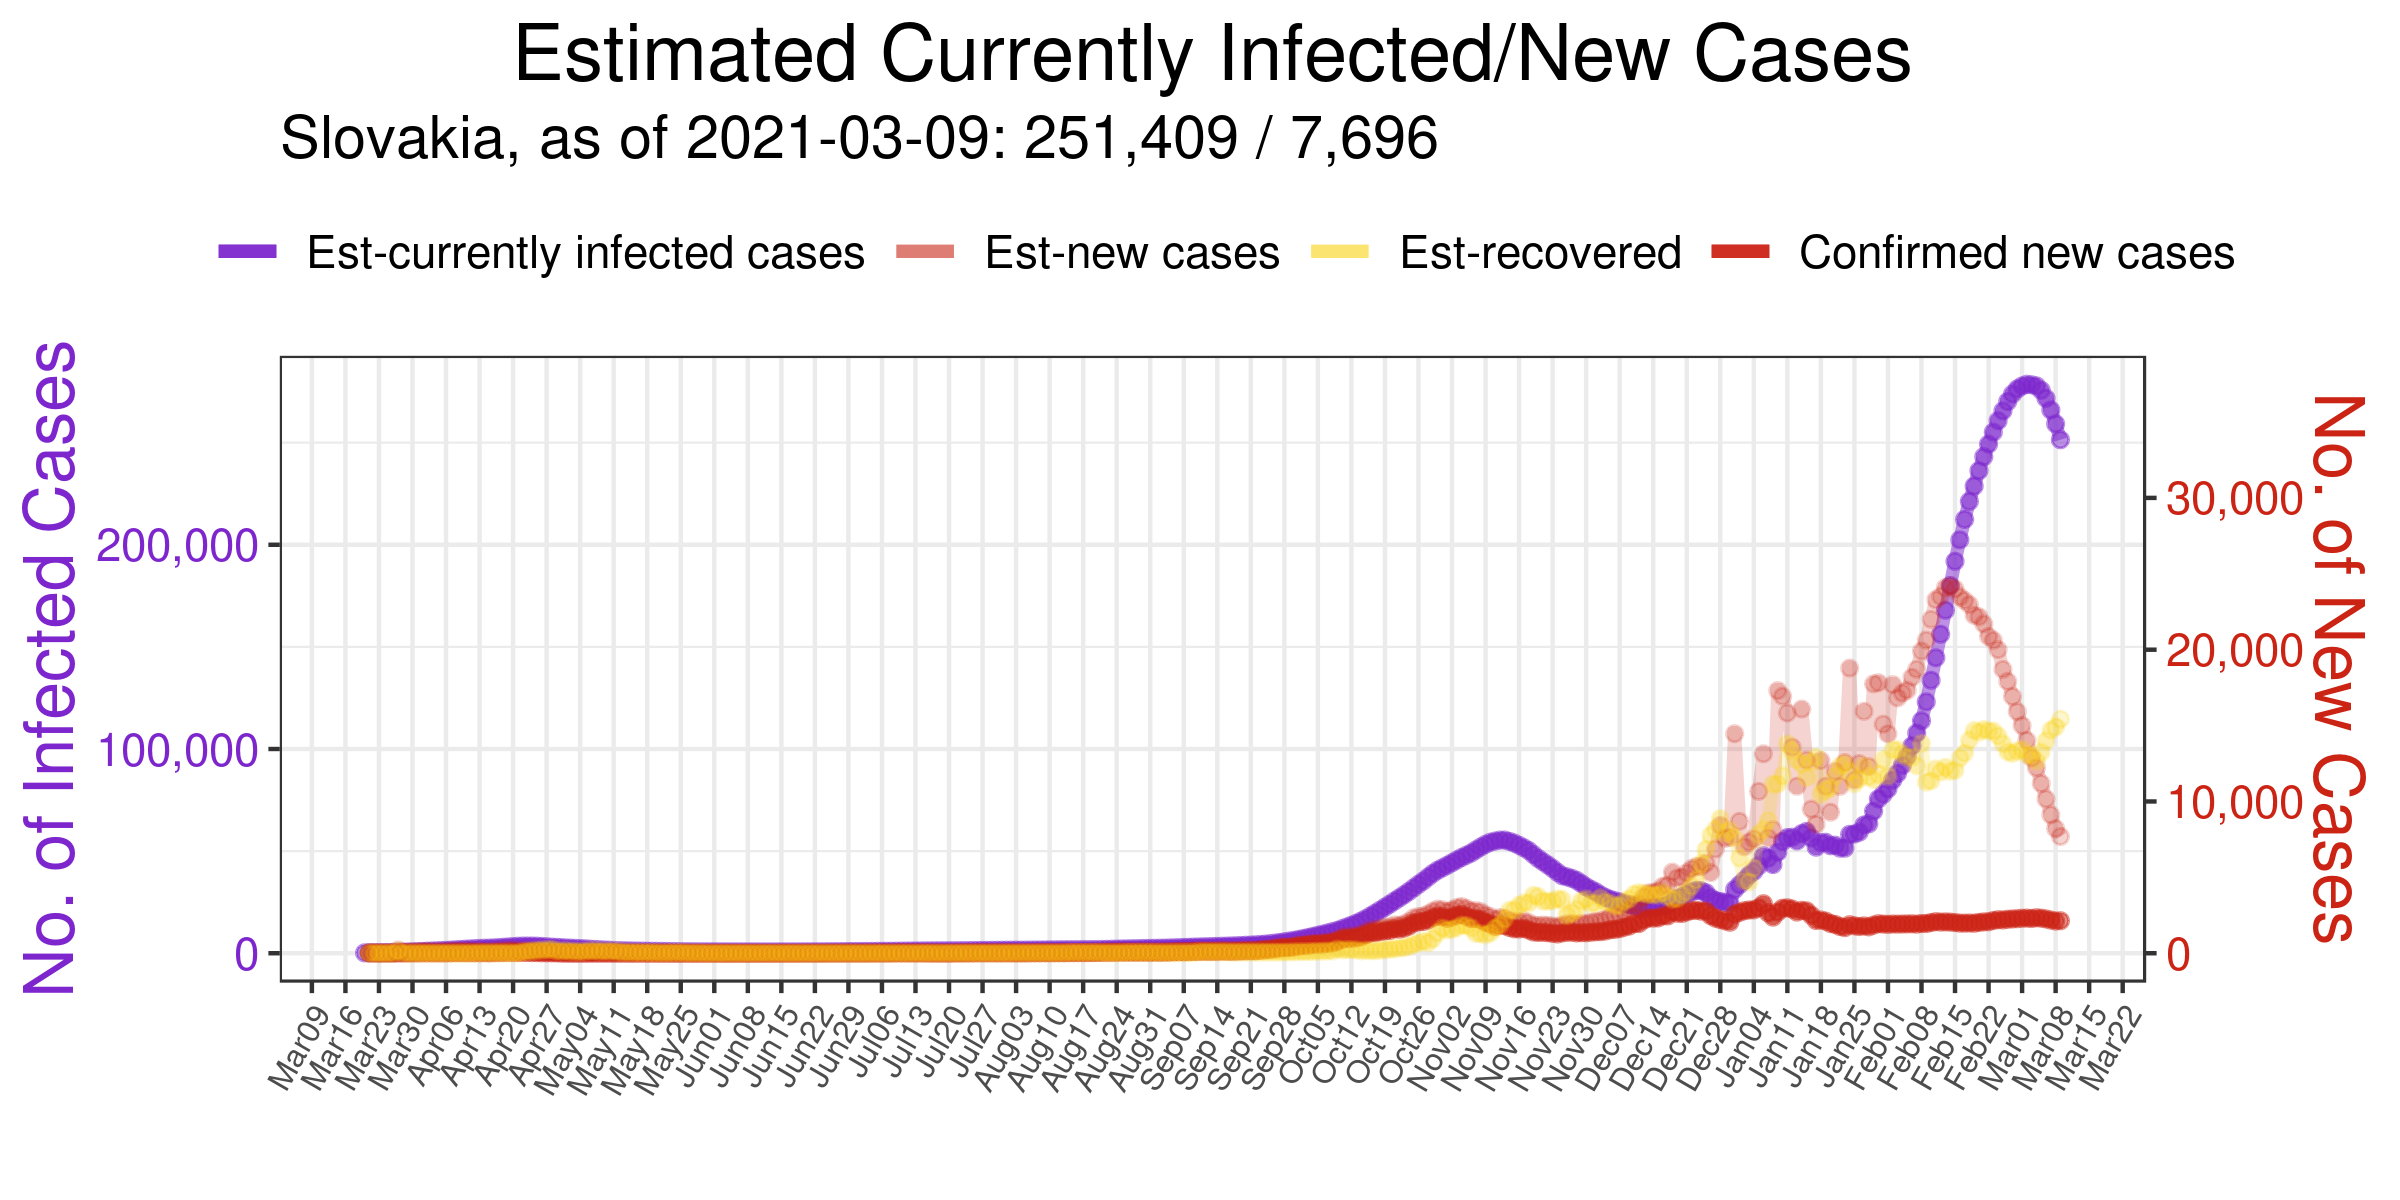 Estimated Currently Infected/New Cases
Slovakia, as of 2021-03-09: 251,409 / 7,696
Est-currently infected cases Est-new cases Est-recovered Confirmed new cases
No. of Infected Cases
200,000
100,000
0
30,000
20,000
10,000
0
No. of New Cases
Mar09 Mar16 Mar23 Mar30 Apr06 Apr13 Apr20 Apr27 May04 May11 May18 May25 Jun01 Jun08 Jun15 Jun22 Jun29 Jul06 Jul13 Jul20 Jul27 Aug03 Aug10 Aug17 Aug24 Aug31 Sep07 Sep14 Sep21 Sep28 Oct05 Oct12 Oct19 Oct26 Nov02 Nov09 Nov16 Nov23 Nov30 Dec07 Dec14 Dec21 Dec28 Jan04 Jan11 Jan18 Jan25 Feb01 Feb08 Feb15 Feb22 Mar01 Mar08 Mar15 Mar22